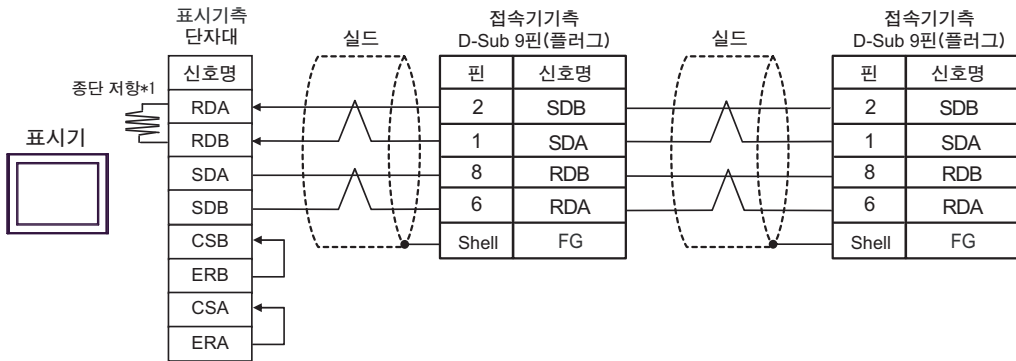 표시기측
단자대
실드
접속기기측
D-Sub 9핀(플러그)
실드
접속기기측
D-Sub 9핀(플러그)
종단 저항*1
표시기
신호명
RDA
RDB
SDA
SDB
CSB
ERB
CSA
ERA
핀 신호명
2 SDB
1 SDA
8 RDB
6 RDA
Shell FG
핀 신호명
2 SDB
1 SDA
8 RDB
6 RDA
Shell FG